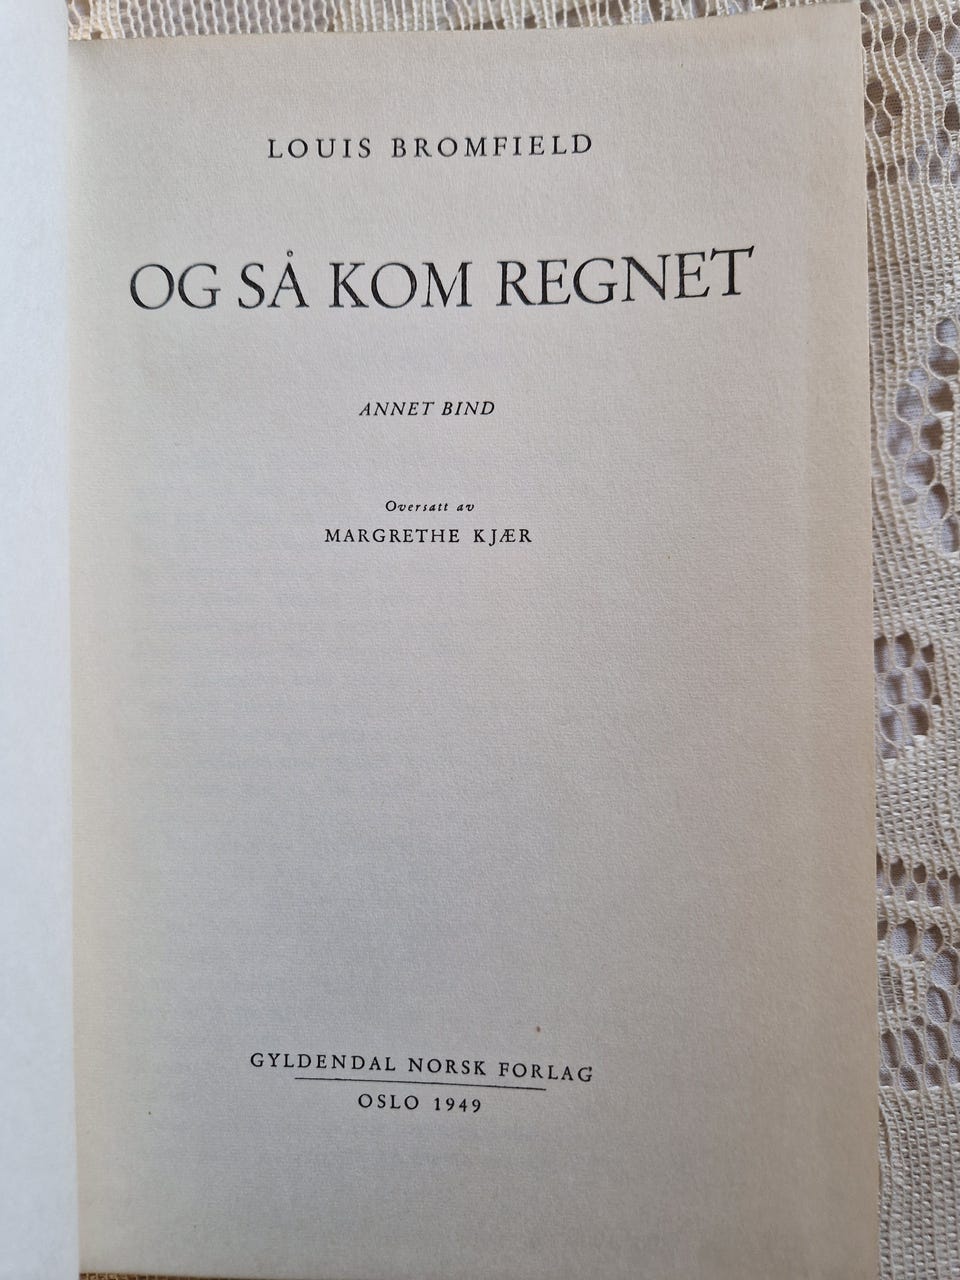 LOUIS BROMFIELD
OG SÅ KOM REGNET
ANNET BIND
Oversatt av
MARGRETHE KJÆR
GYLDENDAL NORSK FORLAG
OSLO 1949